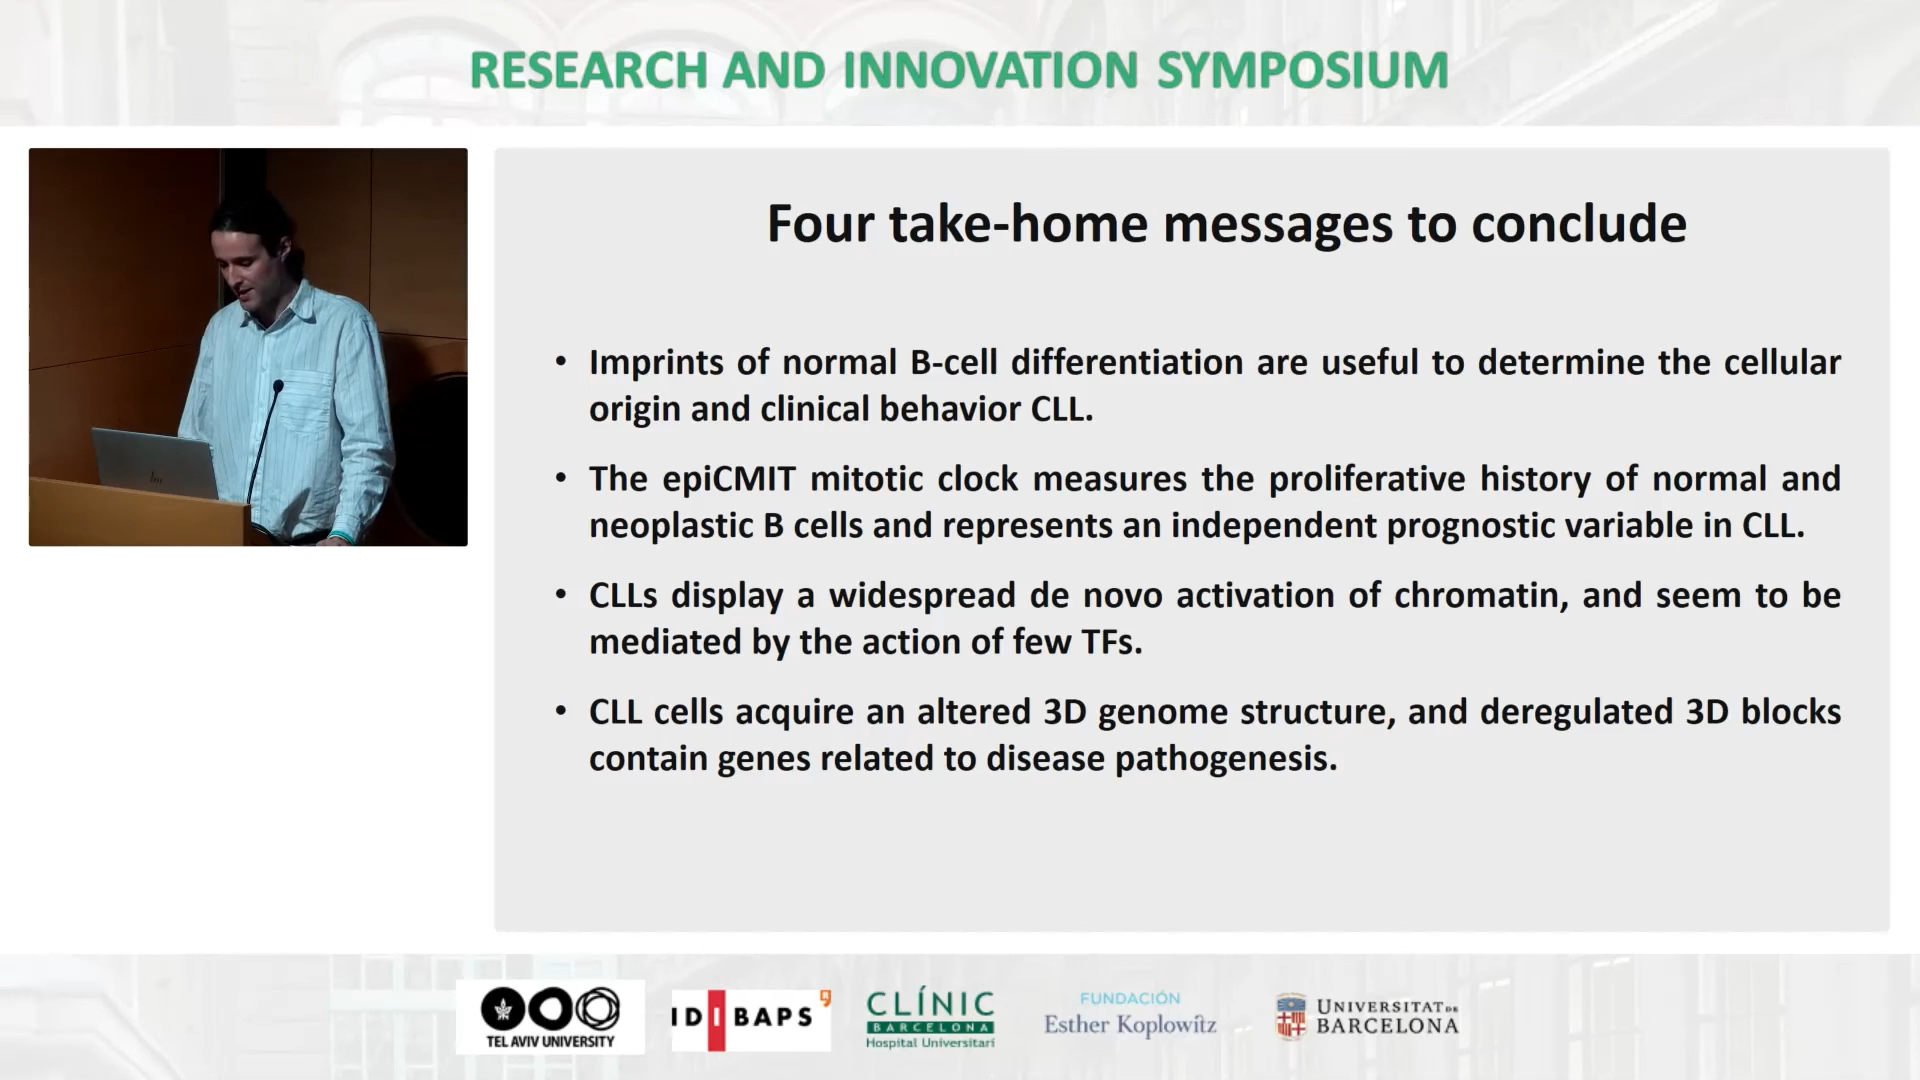 RESEARCH AND INNOVATION SYMPOSIUM
Four take-home messages to conclude
• Imprints of normal B-cell differentiation are useful to determine the cellular
origin and clinical behavior CLL.
• The epiCMIT mitotic clock measures the proliferative history of normal and
neoplastic B cells and represents an independent prognostic variable in CLL.
• CLLs display a widespread de novo activation of chromatin, and seem to be
mediated by the action of few TFs.
• CLL cells acquire an altered 3D genome structure, and deregulated 3D blocks
contain genes related to disease pathogenesis.
TEL AVIV UNIVERSITY
IDIBAPS
CLÍNIC
BARCELONA
Hospital Universitari
FUNDACIÓN
Esther Koplowitz
UNIVERSITAT DE
BARCELONA